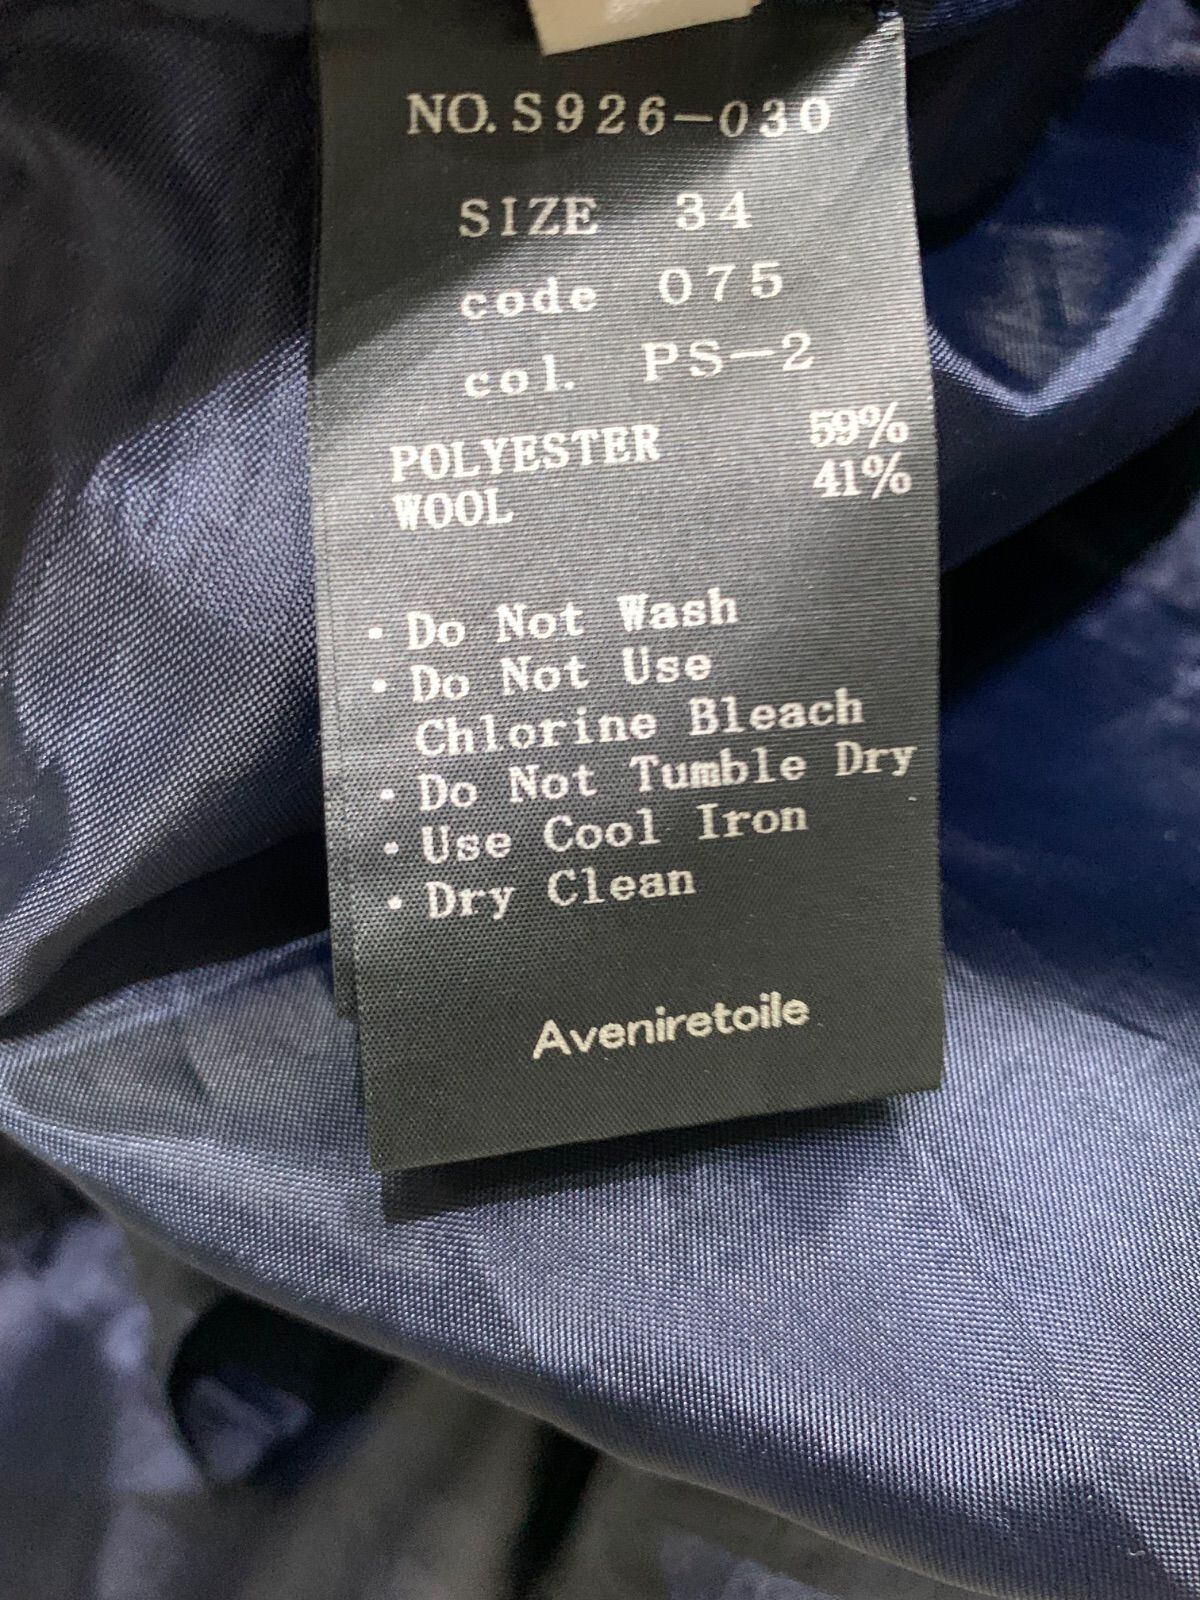 NO. S926-030
SIZE 34
code 075
col. PS-2
POLYESTER 59%
WOOL 41%
・Do Not Wash
・Do Not Use
Chlorine Bleach
・Do Not Tumble Dry
・Use Cool Iron
・Dry Clean
Aveniretoile